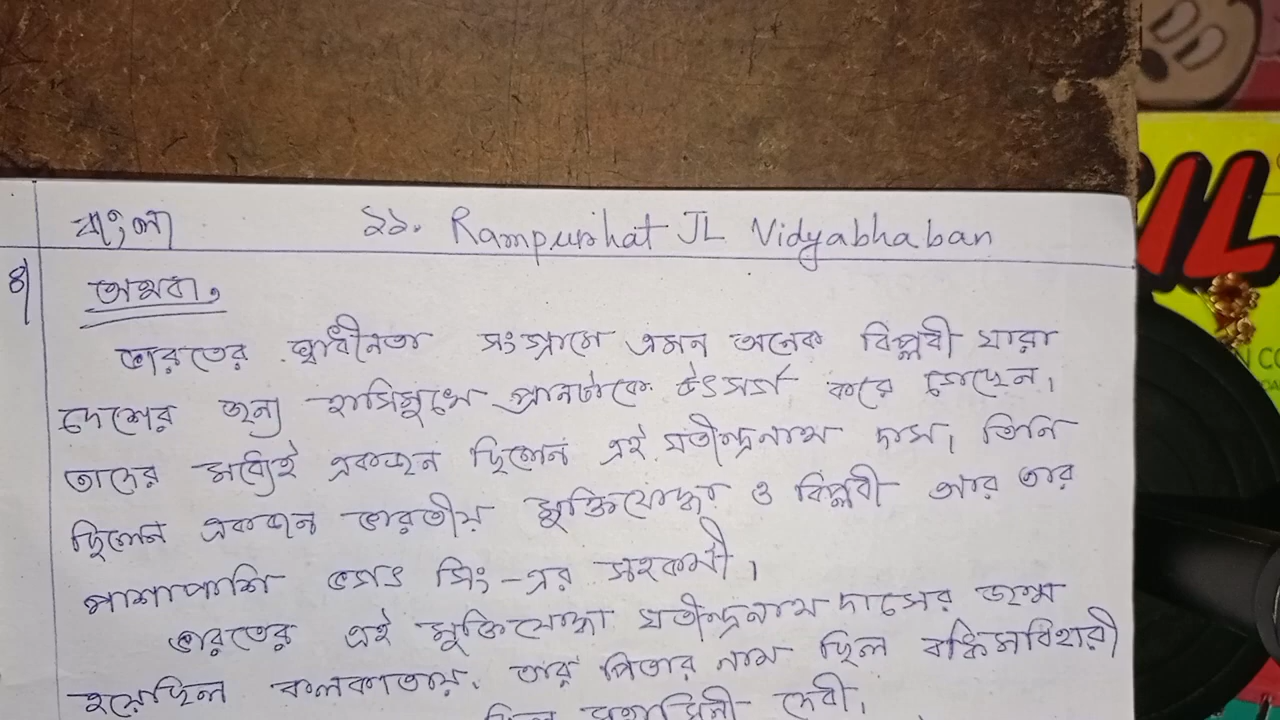 বাংলা ২১. Rampurhat JL Vidyabhaban
৪| অথবা,
ভারতের স্বাধীনতা সংগ্রামে এমন অনেক বিপ্লবী যারা
দেশের জন্য হাসিমুখে প্রানটাকে উৎসর্গ করে গেছেন।
তাদের মধ্যেই একজন ছিলেন এই যতীন্দ্রনাথ দাস। তিনি
ছিলেন একজন ভারতীয় মুক্তিযোদ্ধা ও বিপ্লবী আর তার
পাশাপাশি ভগৎ সিং-এর সহকর্মী।
ভারতের এই মুক্তিযোদ্ধা যতীন্দ্রনাথ দাসের জন্ম
হয়েছিল কলকাতায়. তার পিতার নাম ছিল বঙ্কিমবিহারী
ছিল দেবী।